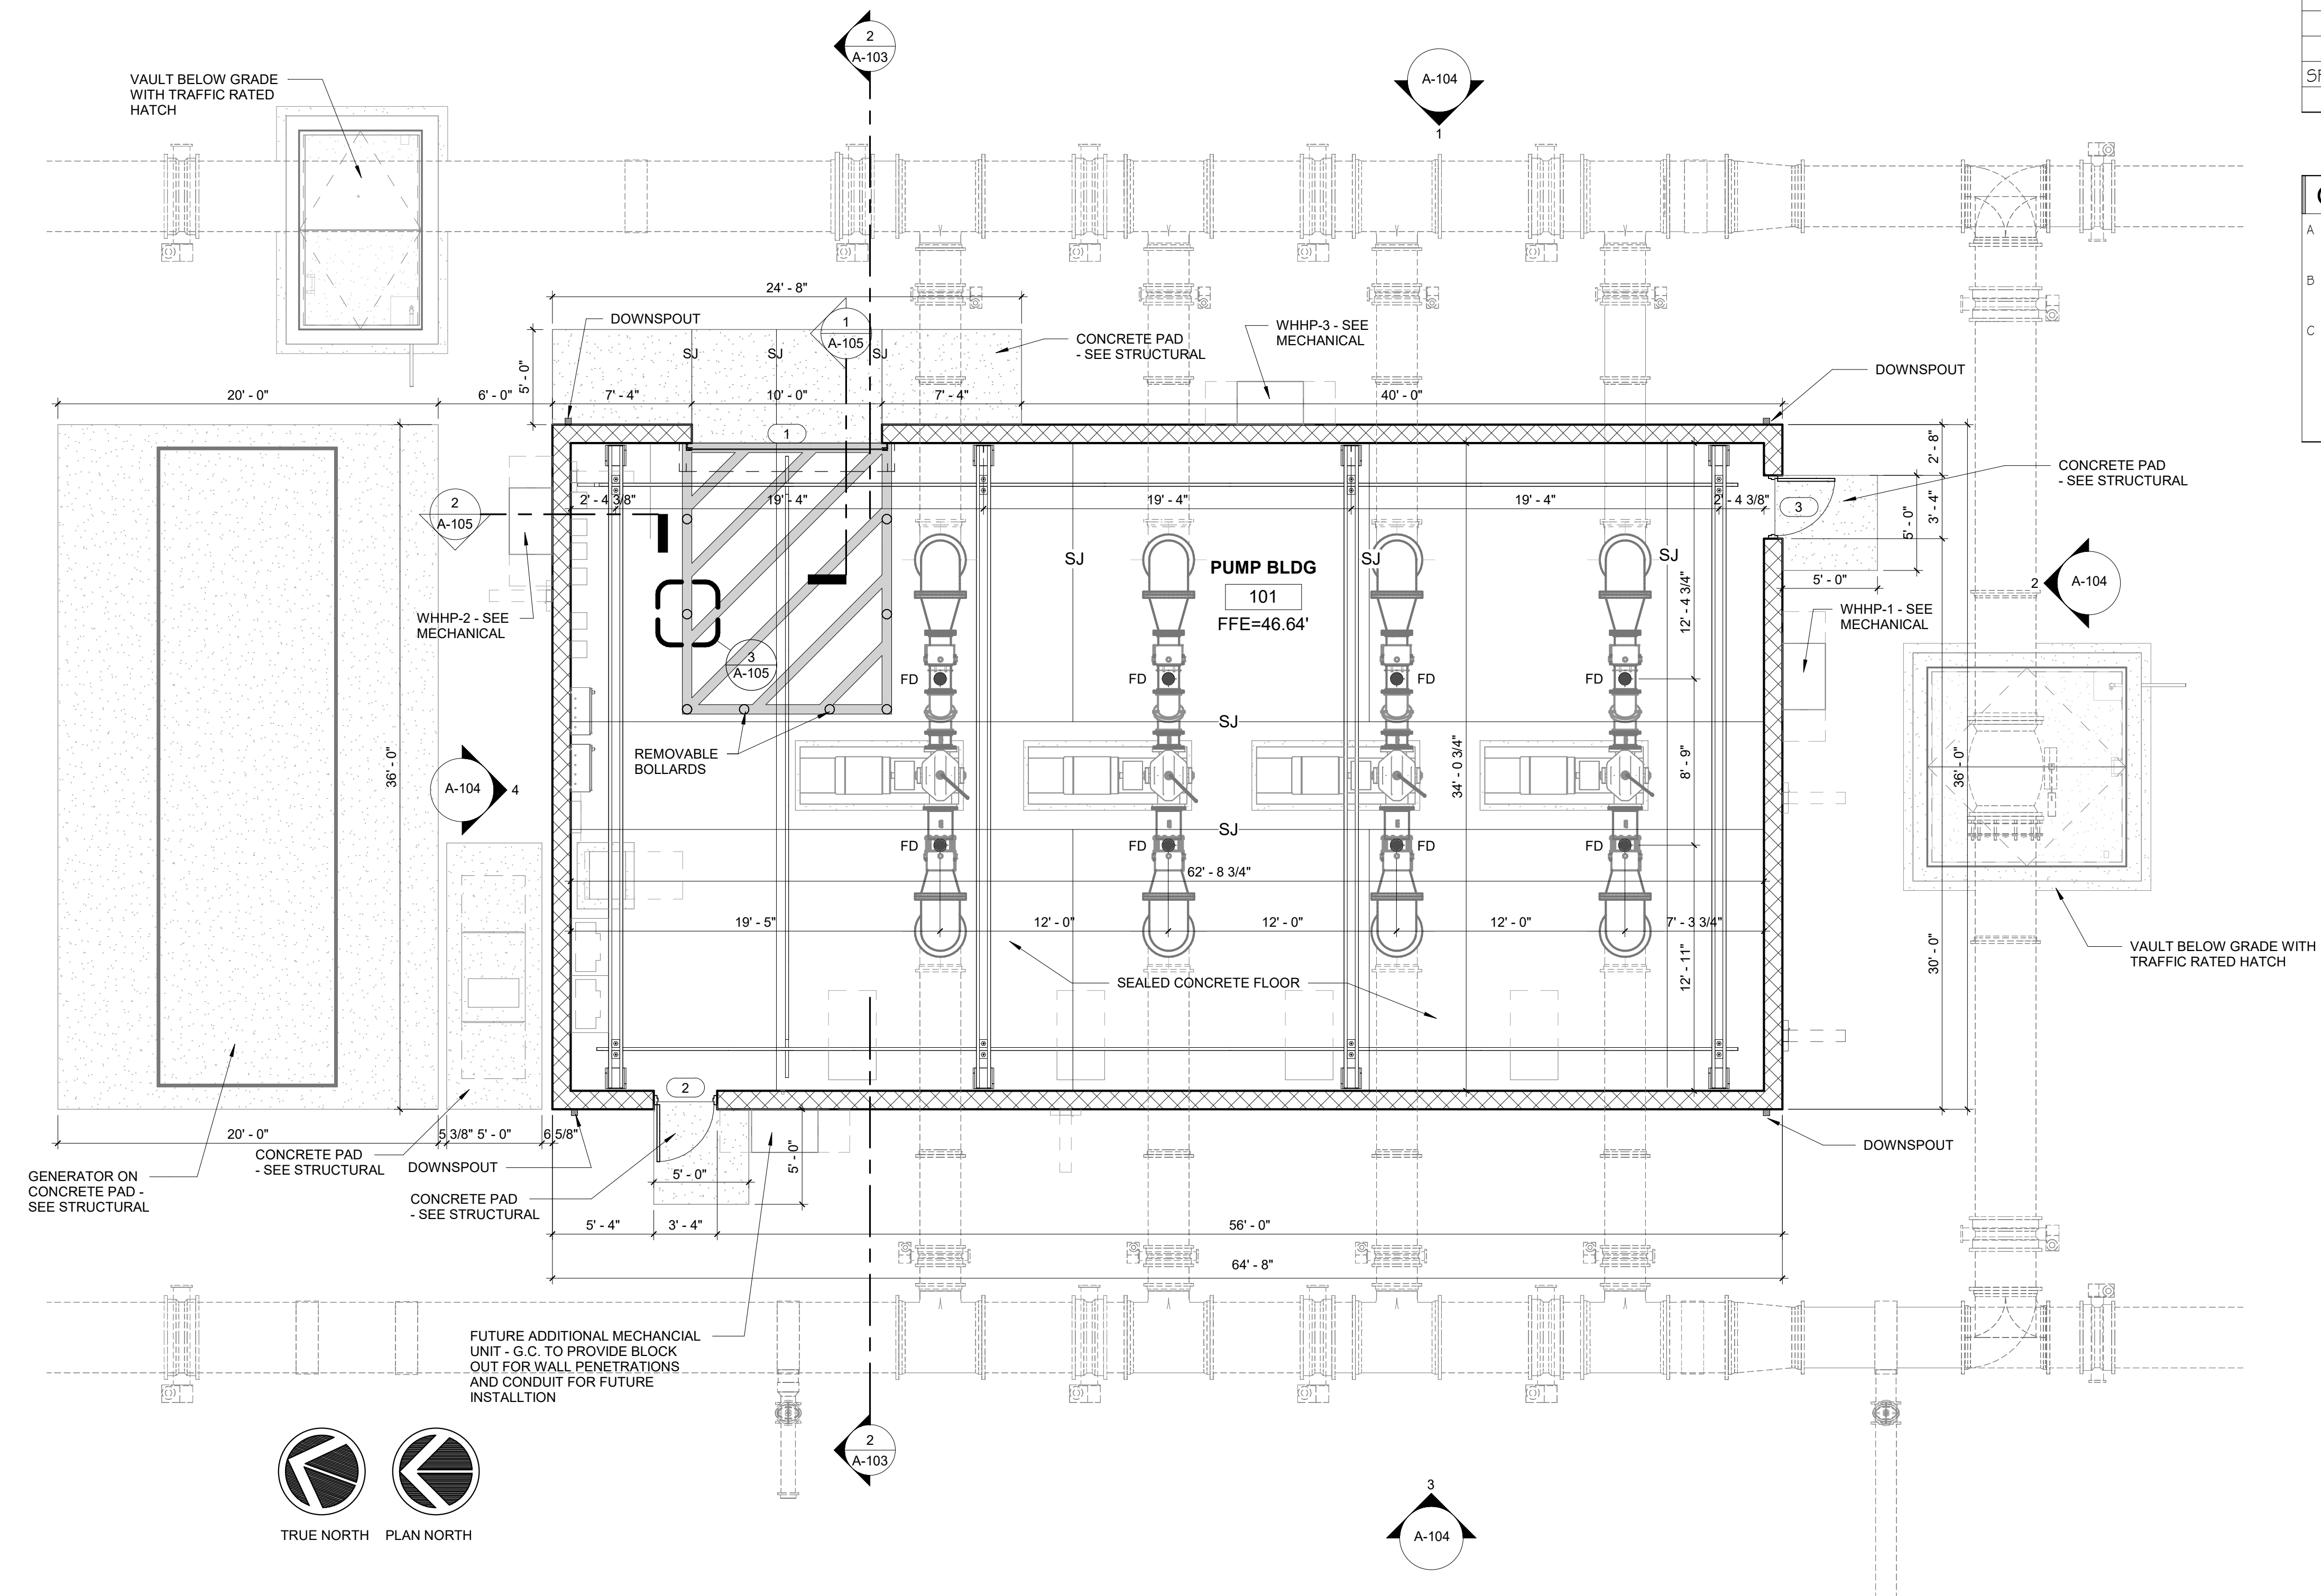 2
A-103
A-104
1
VAULT BELOW GRADE
WITH TRAFFIC RATED
HATCH
24' - 8"
DOWNSPOUT
1
A-105
SJ
SJ
SJ
CONCRETE PAD
- SEE STRUCTURAL
WHHP-3 - SEE
MECHANICAL
DOWNSPOUT
5' - 0"
20' - 0"
6' - 0"
7' - 4"
10' - 0"
7' - 4"
40' - 0"
1
A
B
C
2' - 8"
3' - 4"
CONCRETE PAD
- SEE STRUCTURAL
2
A-105
2' - 4 3/8"
19' - 4"
19' - 4"
19' - 4"
2' - 4 3/8"
3
5' - 0"
5' - 0"
SJ
SJ
SJ
PUMP BLDG
101
FFE=46.64'
12' - 4 3/4"
2
A-104
WHHP-2 - SEE
MECHANICAL
WHHP-1 - SEE
MECHANICAL
3
A-105
FD
FD
FD
FD
SJ
REMOVABLE
BOLLARDS
36' - 0"
A-104
4
34' - 0 3/4"
8' - 9"
36' - 0"
SJ
FD
FD
FD
FD
62' - 8 3/4"
19' - 5"
12' - 0"
12' - 0"
12' - 0"
7' - 3 3/4"
12' - 11"
30' - 0"
VAULT BELOW GRADE WITH
TRAFFIC RATED HATCH
SEALED CONCRETE FLOOR
2
20' - 0"
5 3/8"
5' - 0"
6 5/8"
CONCRETE PAD
- SEE STRUCTURAL
DOWNSPOUT
5' - 0"
5' - 0"
DOWNSPOUT
GENERATOR ON
CONCRETE PAD -
SEE STRUCTURAL
CONCRETE PAD
- SEE STRUCTURAL
5' - 4"
3' - 4"
56' - 0"
64' - 8"
FUTURE ADDITIONAL MECHANCIAL
UNIT - G.C. TO PROVIDE BLOCK
OUT FOR WALL PENETRATIONS
AND CONDUIT FOR FUTURE
INSTALLTION
2
A-103
3
A-104
TRUE NORTH
PLAN NORTH